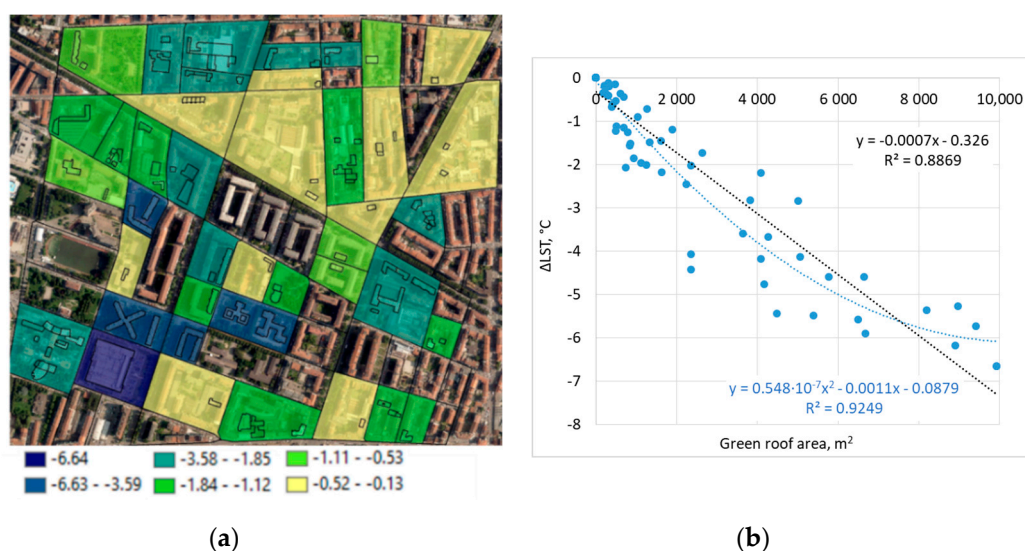 a)
b)
0
0
2 000
4 000
6 000
8 000
10,000
-1
-2
-3
-4
-5
-6
-7
-8
ΔLST, °C
y = -0.0007x - 0.326
R² = 0.8869
y = 0.548·10⁻⁷x² - 0.0011x - 0.0879
R² = 0.9249
Green roof area, m²
-6.64
-3.58 - -1.85
-1.11 - -0.53
-6.63 - -3.59
-1.84 - -1.12
-0.52 - -0.13
(a)
(b)